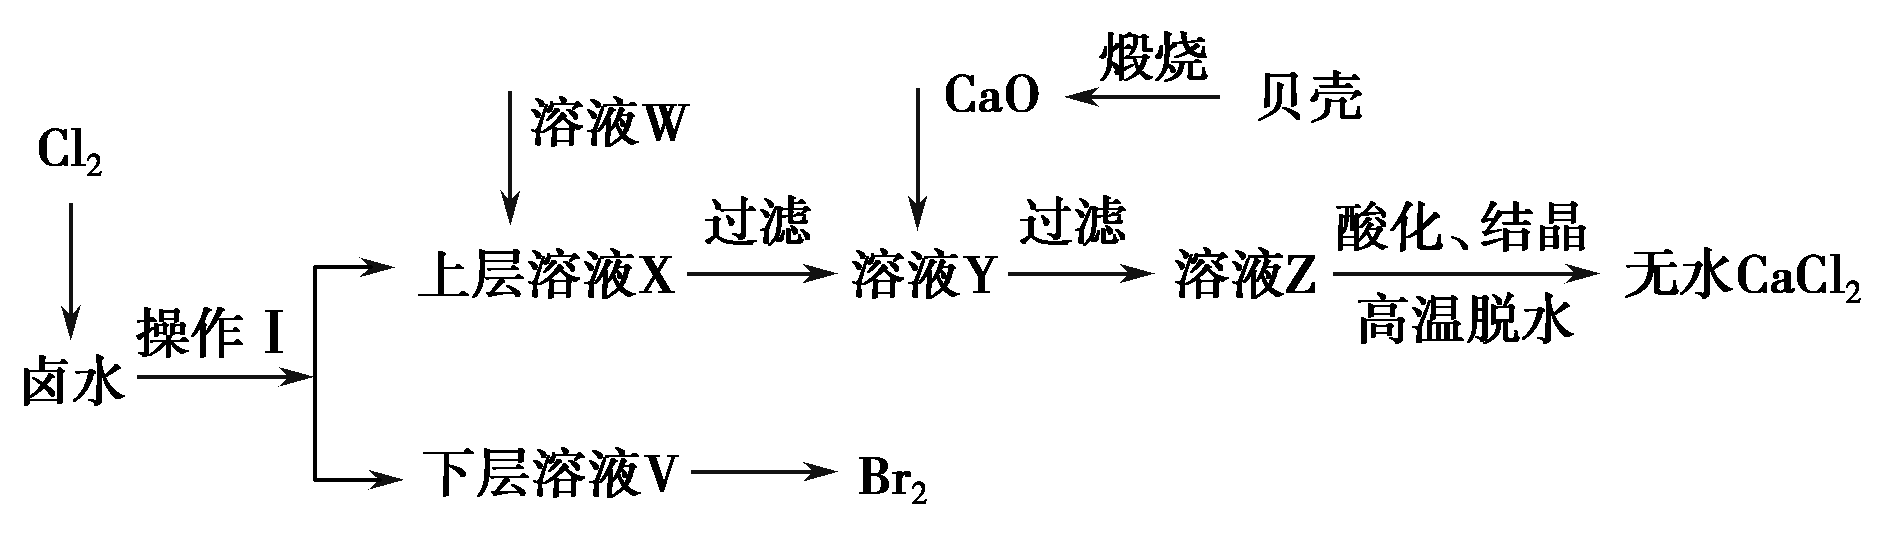 煅烧
CaO
贝壳
溶液W
Cl₂
过滤
过滤
酸化、结晶
上层溶液X
溶液Y
溶液Z
无水CaCl₂
高温脱水
操作 I
卤水
下层溶液V
Br₂